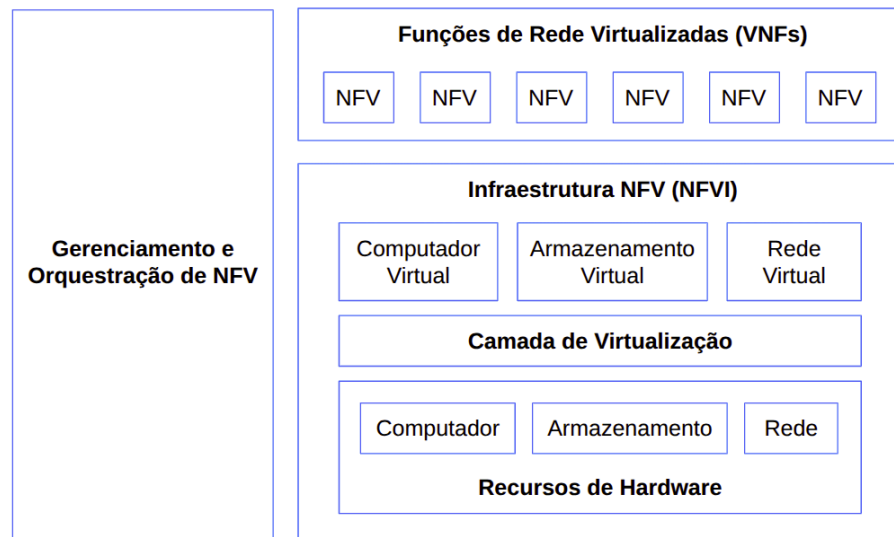 Gerenciamento e
Orquestração de NFV
Funções de Rede Virtualizadas (VNFs)
NFV NFV NFV NFV NFV NFV
Infraestrutura NFV (NFVI)
Computador
Virtual
Armazenamento
Virtual
Rede
Virtual
Camada de Virtualização
Computador
Armazenamento
Rede
Recursos de Hardware